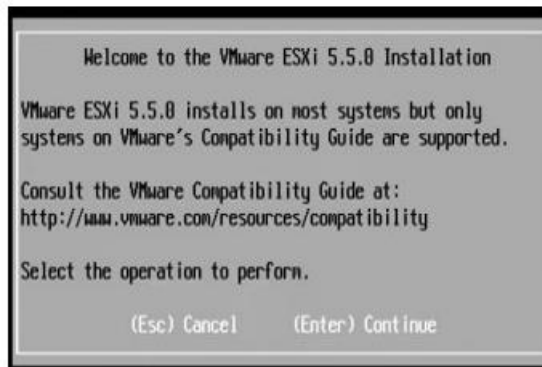 Welcome to the VMware ESXi 5.5.0 Installation
VMware ESXi 5.5.0 installs on most systems but only
systems on VMware's Compatibility Guide are supported.
Consult the VMware Compatibility Guide at:
http://www.vmware.com/resources/compatibility
Select the operation to perform.
(Esc) Cancel (Enter) Continue